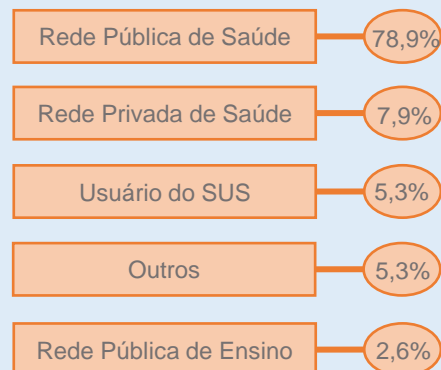 Rede Pública de Saúde 78,9%
Rede Privada de Saúde 7,9%
Usuário do SUS 5,3%
Outros 5,3%
Rede Pública de Ensino 2,6%